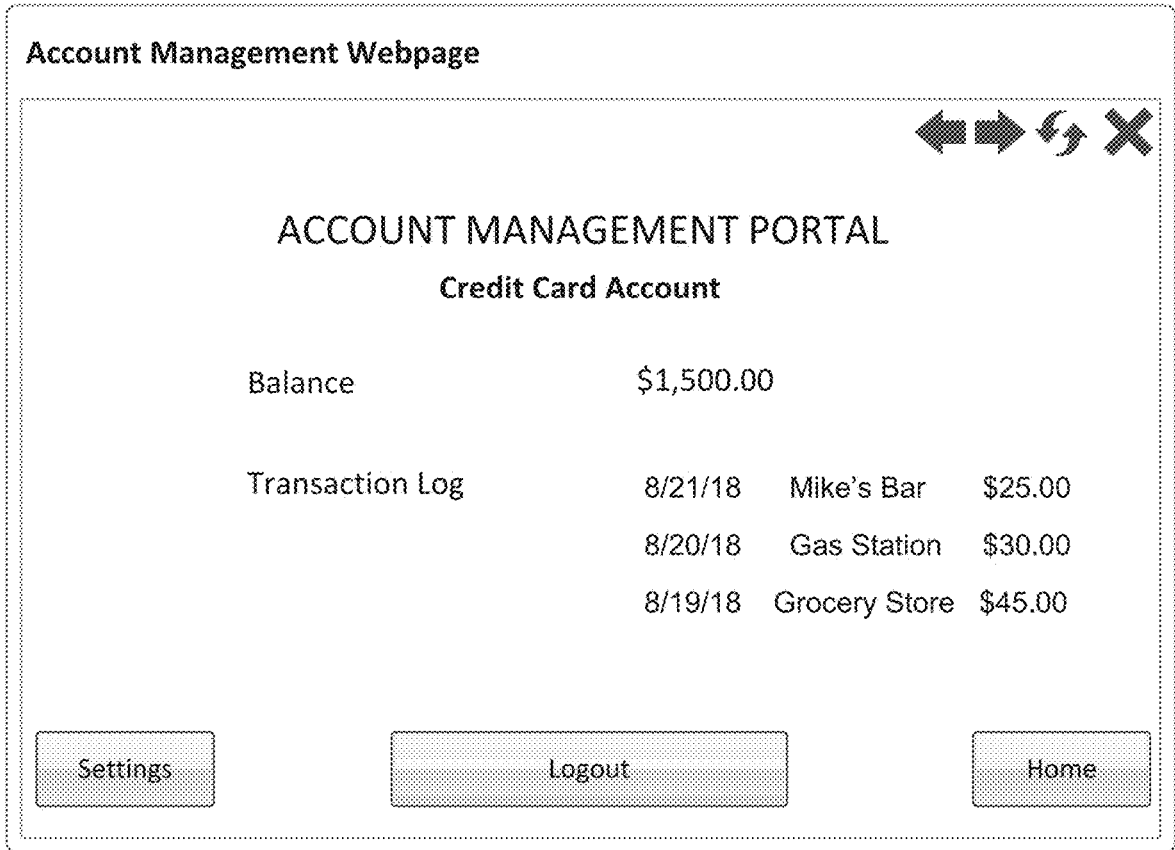 Account Management Webpage
ACCOUNT MANAGEMENT PORTAL
Credit Card Account
Balance $1,500.00
Transaction Log 8/21/18 Mike's Bar $25.00
8/20/18 Gas Station $30.00
8/19/18 Grocery Store $45.00
Settings Logout Home